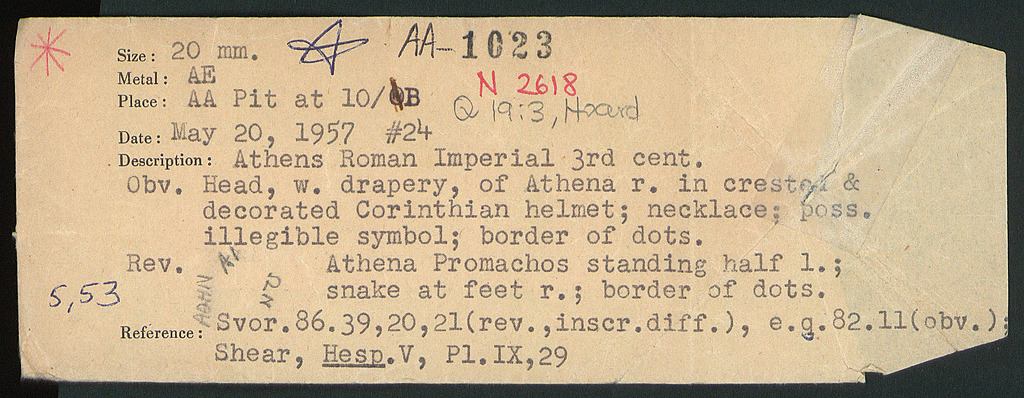 Size: 20 mm. AA-1023
Metal: AE N 2618
Place: AA Pit at 10/ B Q 19:3, Hoard
Date: May 20, 1957 #24
Description: Athens Roman Imperial 3rd cent.
Obv. Head, w. drapery, of Athena r. in crested &
decorated Corinthian helmet; necklace; poss.
illegible symbol; border of dots.
Rev. ΑΘΗΝ ΑΙ Athena Promachos standing half l.;
5,53 snake at feet r.; border of dots.
Reference: Svor.86.39,20,21(rev.,inscr.diff.), e.g.82.11(obv.);
Shear, Hesp.V, Pl.IX,29